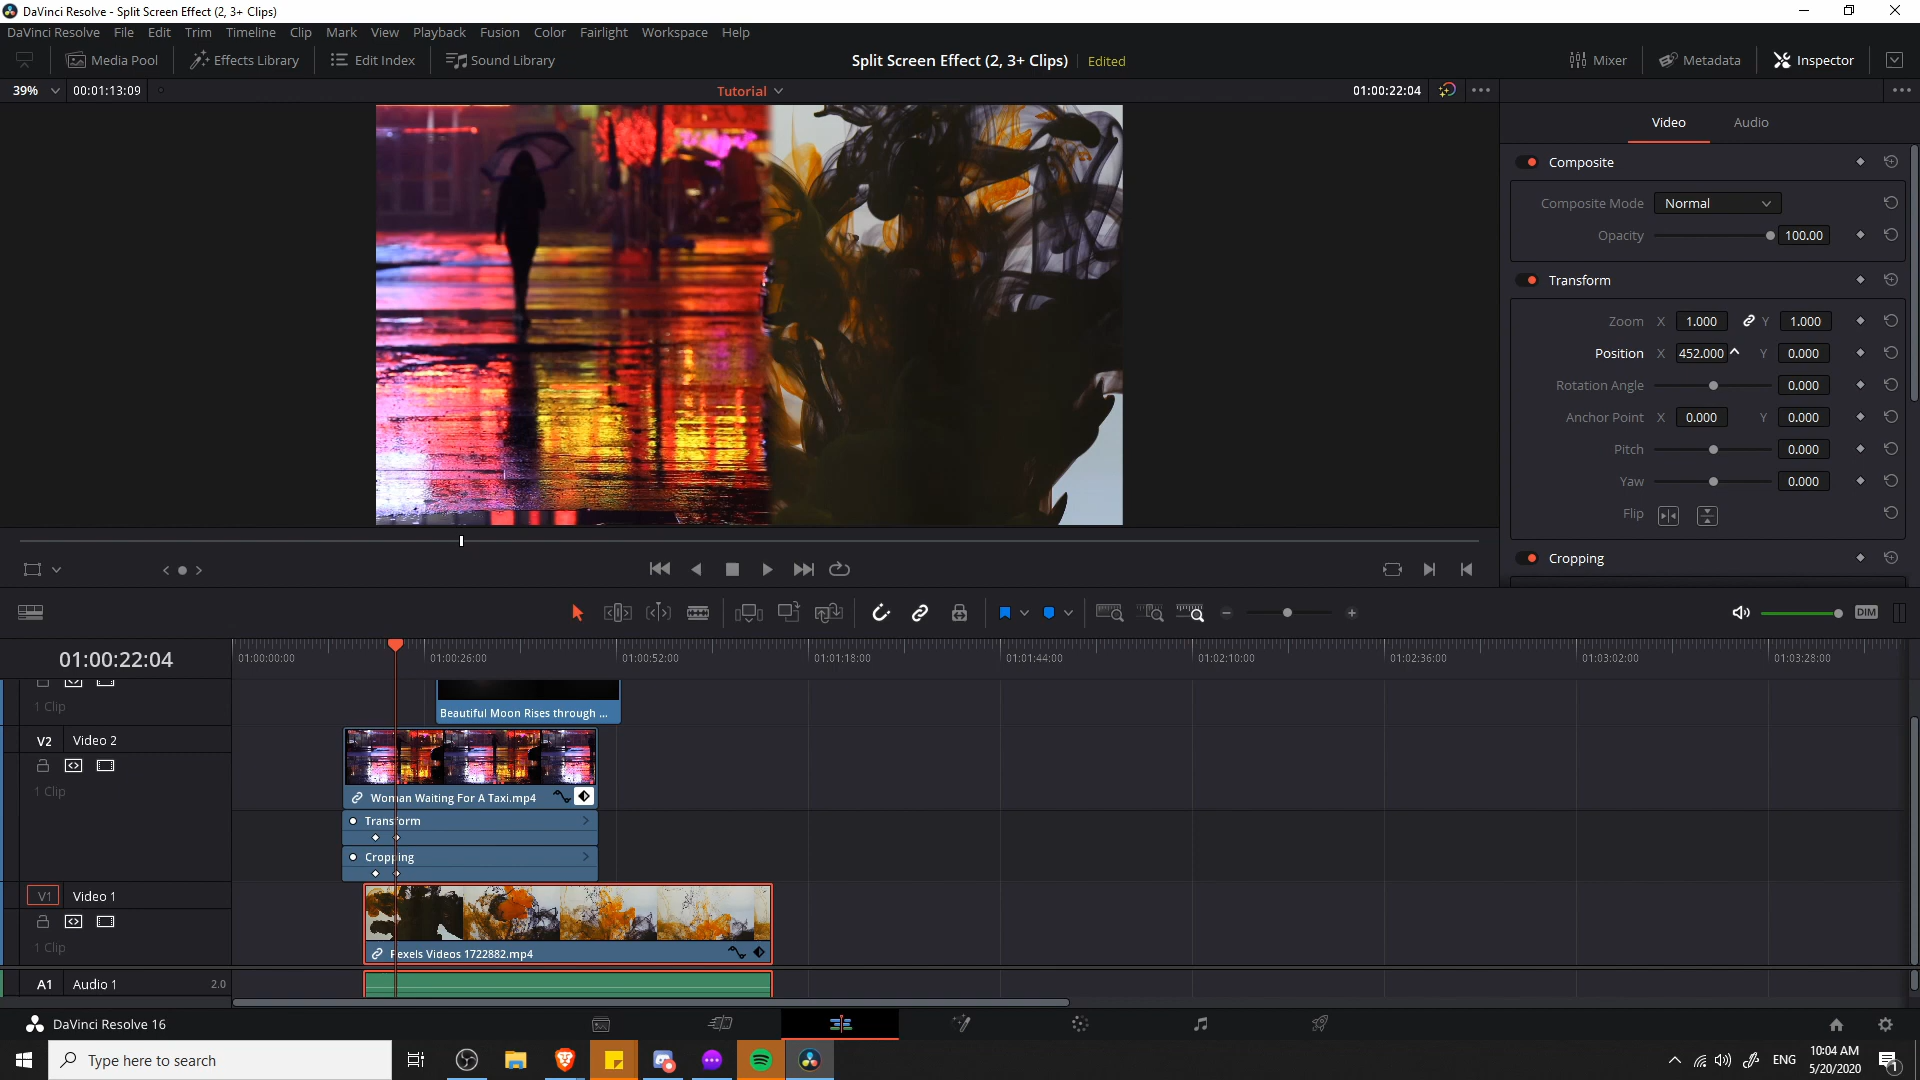 DaVinci Resolve - Split Screen Effect (2, 3+ Clips)
DaVinci Resolve File Edit Trim Timeline Clip Mark View Playback Fusion Color Fairlight Workspace Help
Media Pool Effects Library Edit Index Sound Library Split Screen Effect (2, 3+ Clips) Edited Mixer Metadata Inspector
39% 00:01:13:09 Tutorial 01:00:22:04
Video Audio
Composite
Composite Mode Normal
Opacity 100.00
Transform
Zoom X 1.000 Y 1.000
Position X 452.000 Y 0.000
Rotation Angle 0.000
Anchor Point X 0.000 Y 0.000
Pitch 0.000
Yaw 0.000
Flip
Cropping
DIM
01:00:22:04
01:00:00:00 01:00:26:00 01:00:52:00 01:01:18:00 01:01:44:00 01:02:10:00 01:02:36:00 01:03:02:00 01:03:28:00
1 Clip
Beautiful Moon Rises through ...
V2 Video 2
1 Clip
Woman Waiting For A Taxi.mp4
Transform
Cropping
V1 Video 1
1 Clip
Pexels Videos 1722882.mp4
A1 Audio 1 2.0
DaVinci Resolve 16
Type here to search
ENG
10:04 AM
5/20/2020
1